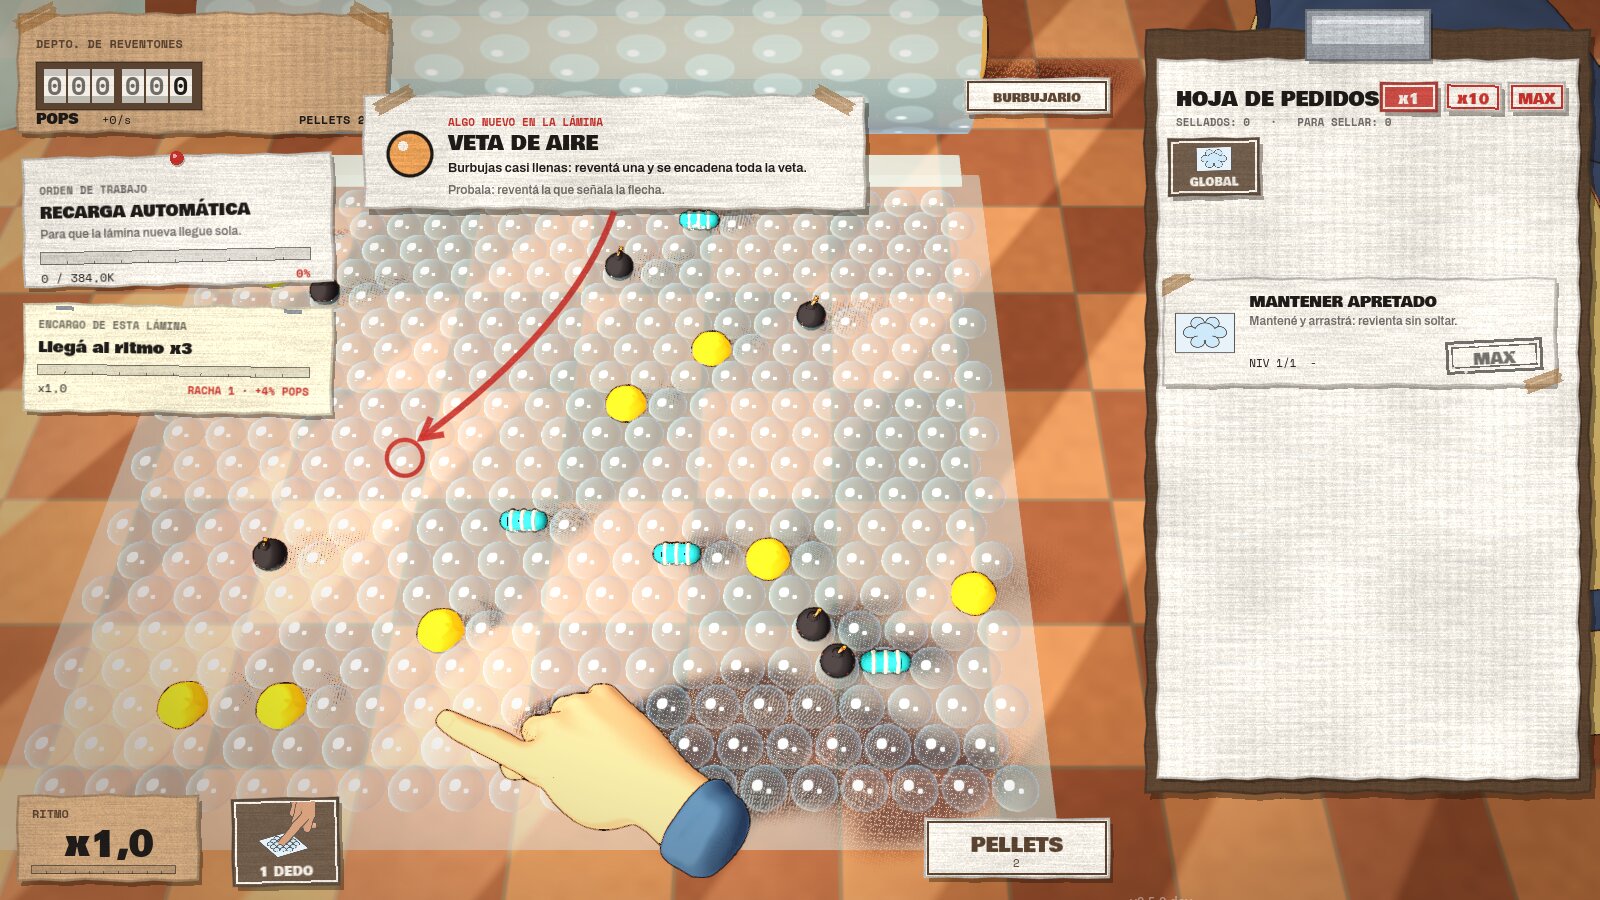 DEPTO. DE REVENTONES
000000
POPS +0/s PELLETS 2
ALGO NUEVO EN LA LÁMINA
VETA DE AIRE
Burbujas casi llenas: reventá una y se encadena toda la veta.
Probala: reventá la que señala la flecha.
BURBUJARIO
ORDEN DE TRABAJO
RECARGA AUTOMÁTICA
Para que la lámina nueva llegue sola.
0 / 384.0K 0%
ENCARGO DE ESTA LÁMINA
Llegá al ritmo x3
x1,0 RACHA 1 · +4% POPS
HOJA DE PEDIDOS x1 x10 MAX
SELLADOS: 0 · PARA SELLAR: 0
GLOBAL
MANTENER APRETADO
Mantené y arrastrá: revienta sin soltar.
NIV 1/1 - MAX
RITMO
x1,0
1 DEDO
PELLETS
2